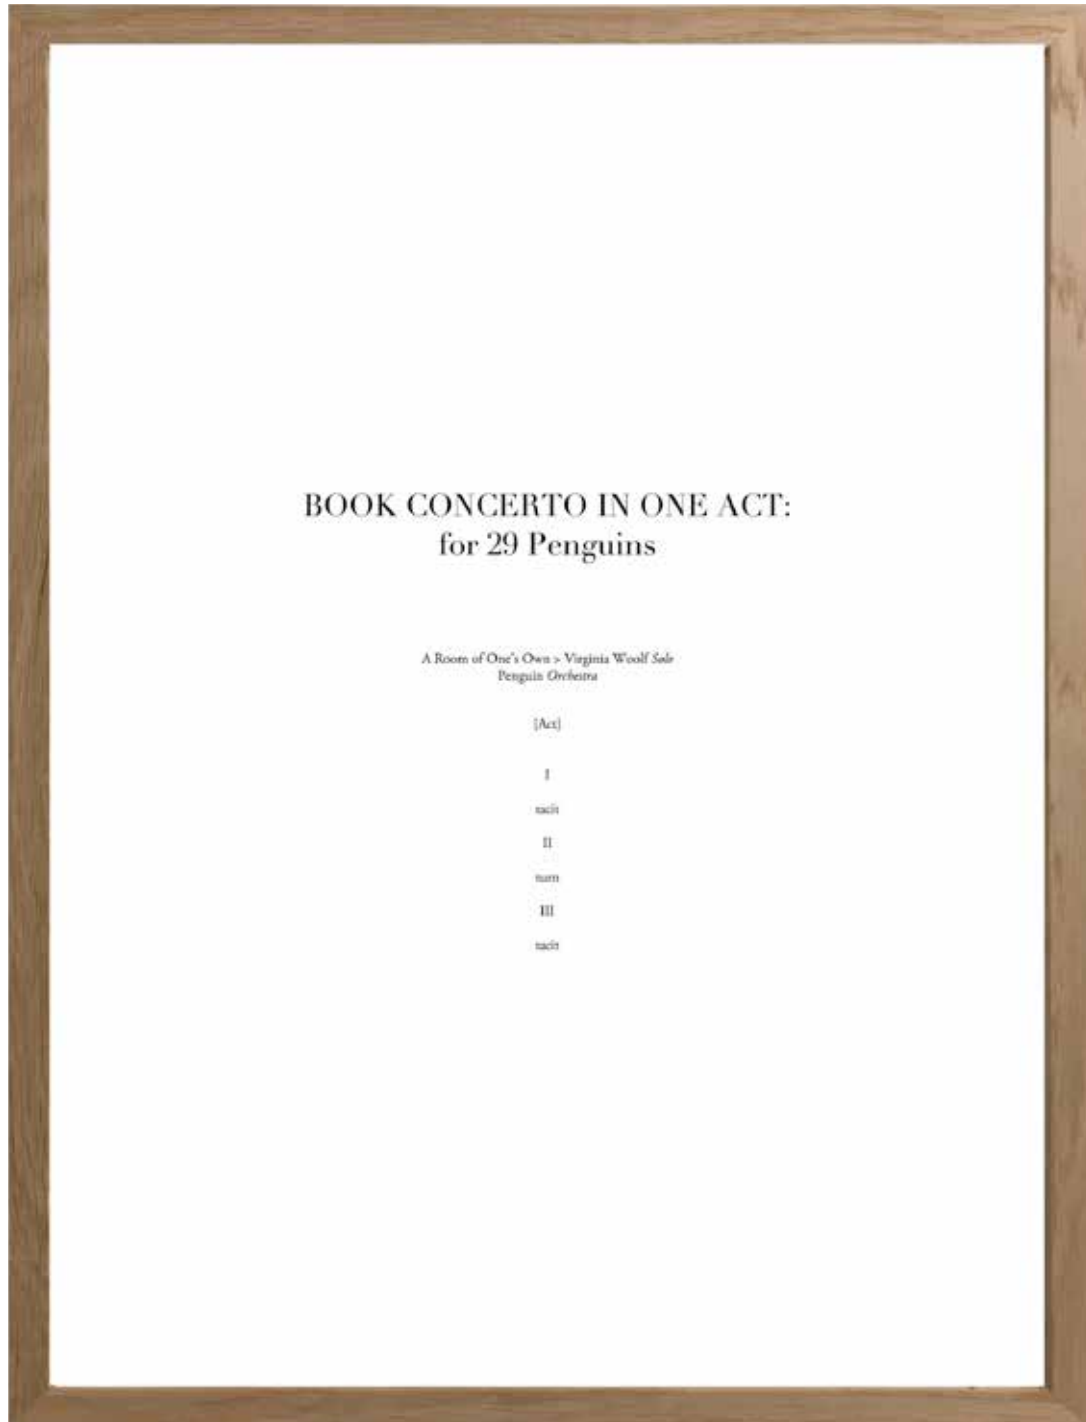 BOOK CONCERTO IN ONE ACT:
for 29 Penguins
A Room of One's Own > Virginia Woolf Solo
Penguin Orchestra
[Act]
I
tacit
II
turn
III
tacit